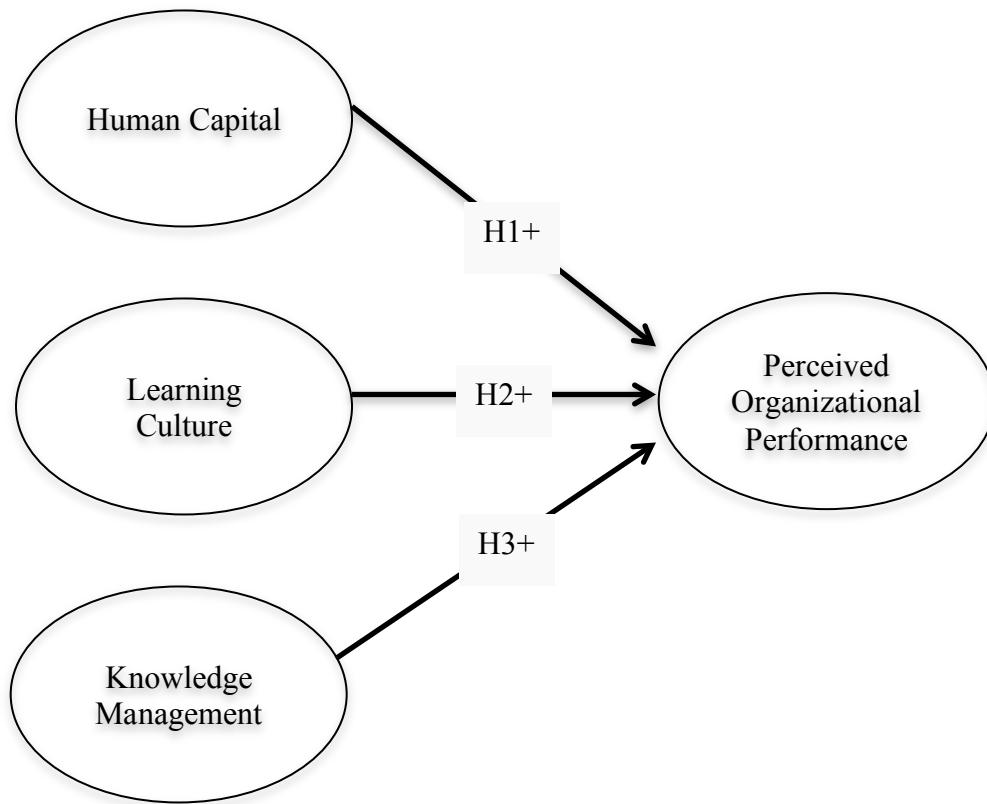 Human Capital
H1+
Learning
Culture
H2+
Perceived
Organizational
Performance
H3+
Knowledge
Management